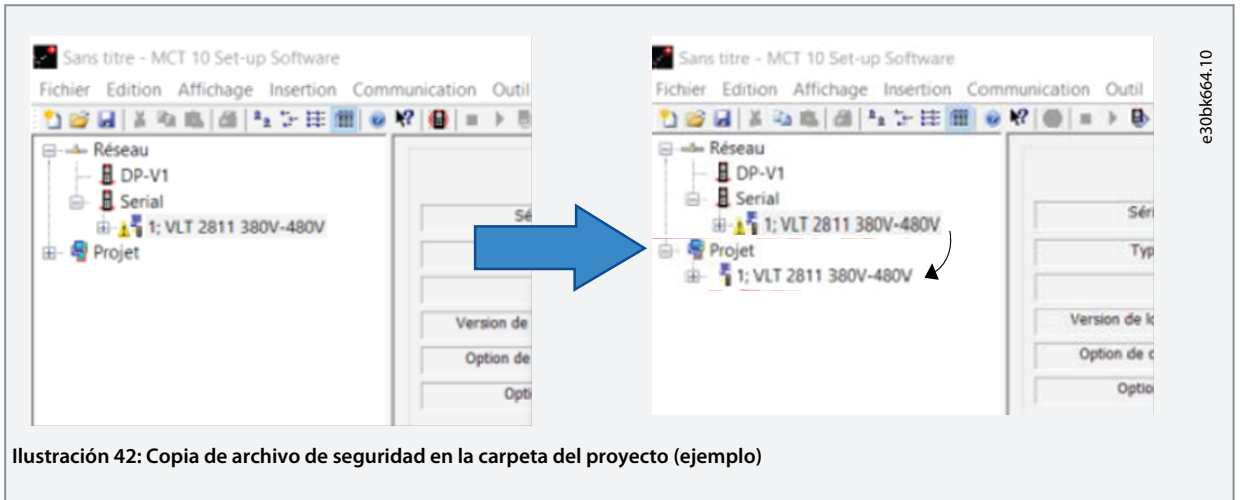 Sans titre - MCT 10 Set-up Software
Fichier Edition Affichage Insertion Communication Outil
Réseau
DP-V1
Serial
1; VLT 2811 380V-480V
Projet
Sé
Version de
Option de
Opti
Sans titre - MCT 10 Set-up Software
Fichier Edition Affichage Insertion Communication Outil
Réseau
DP-V1
Serial
1; VLT 2811 380V-480V
Projet
1; VLT 2811 380V-480V
Séri
Typ
Version de lo
Option de c
Optio
e30bk664.10
Ilustración 42: Copia de archivo de seguridad en la carpeta del proyecto (ejemplo)